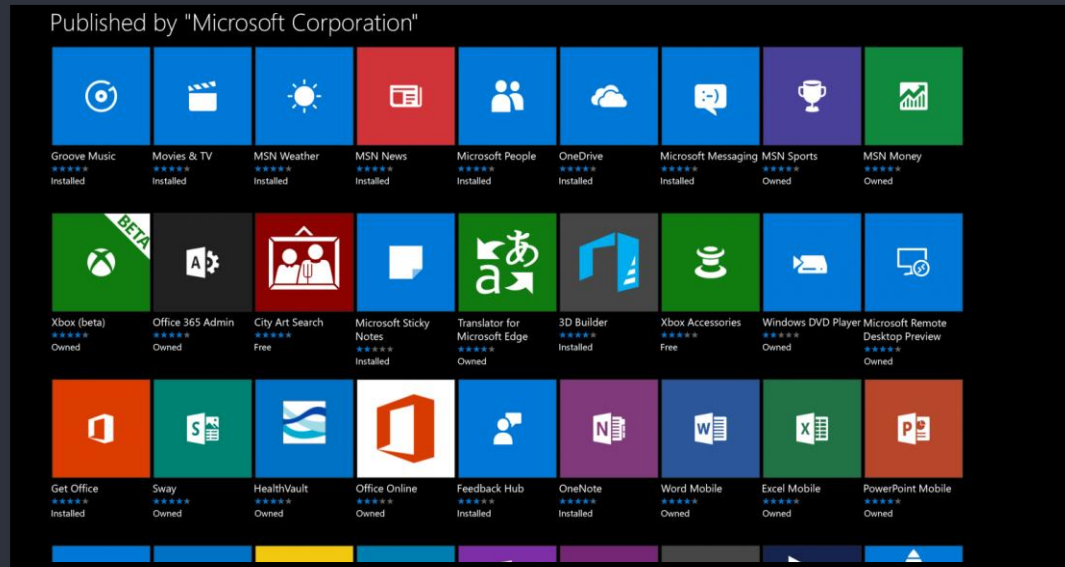 Published by "Microsoft Corporation"
Groove Music Movies & TV MSN Weather MSN News Microsoft People OneDrive Microsoft Messaging MSN Sports MSN Money
Installed Installed Installed Installed Installed Installed Installed Owned Owned
BETA
A
:-)
a あ
Xbox (beta) Office 365 Admin City Art Search Microsoft Sticky Notes Translator for Microsoft Edge 3D Builder Xbox Accessories Windows DVD Player Microsoft Remote Desktop Preview
Owned Owned Free Installed Owned Installed Free Owned Owned
S N W X P
Get Office Sway HealthVault Office Online Feedback Hub OneNote Word Mobile Excel Mobile PowerPoint Mobile
Installed Owned Owned Owned Installed Installed Owned Owned Owned